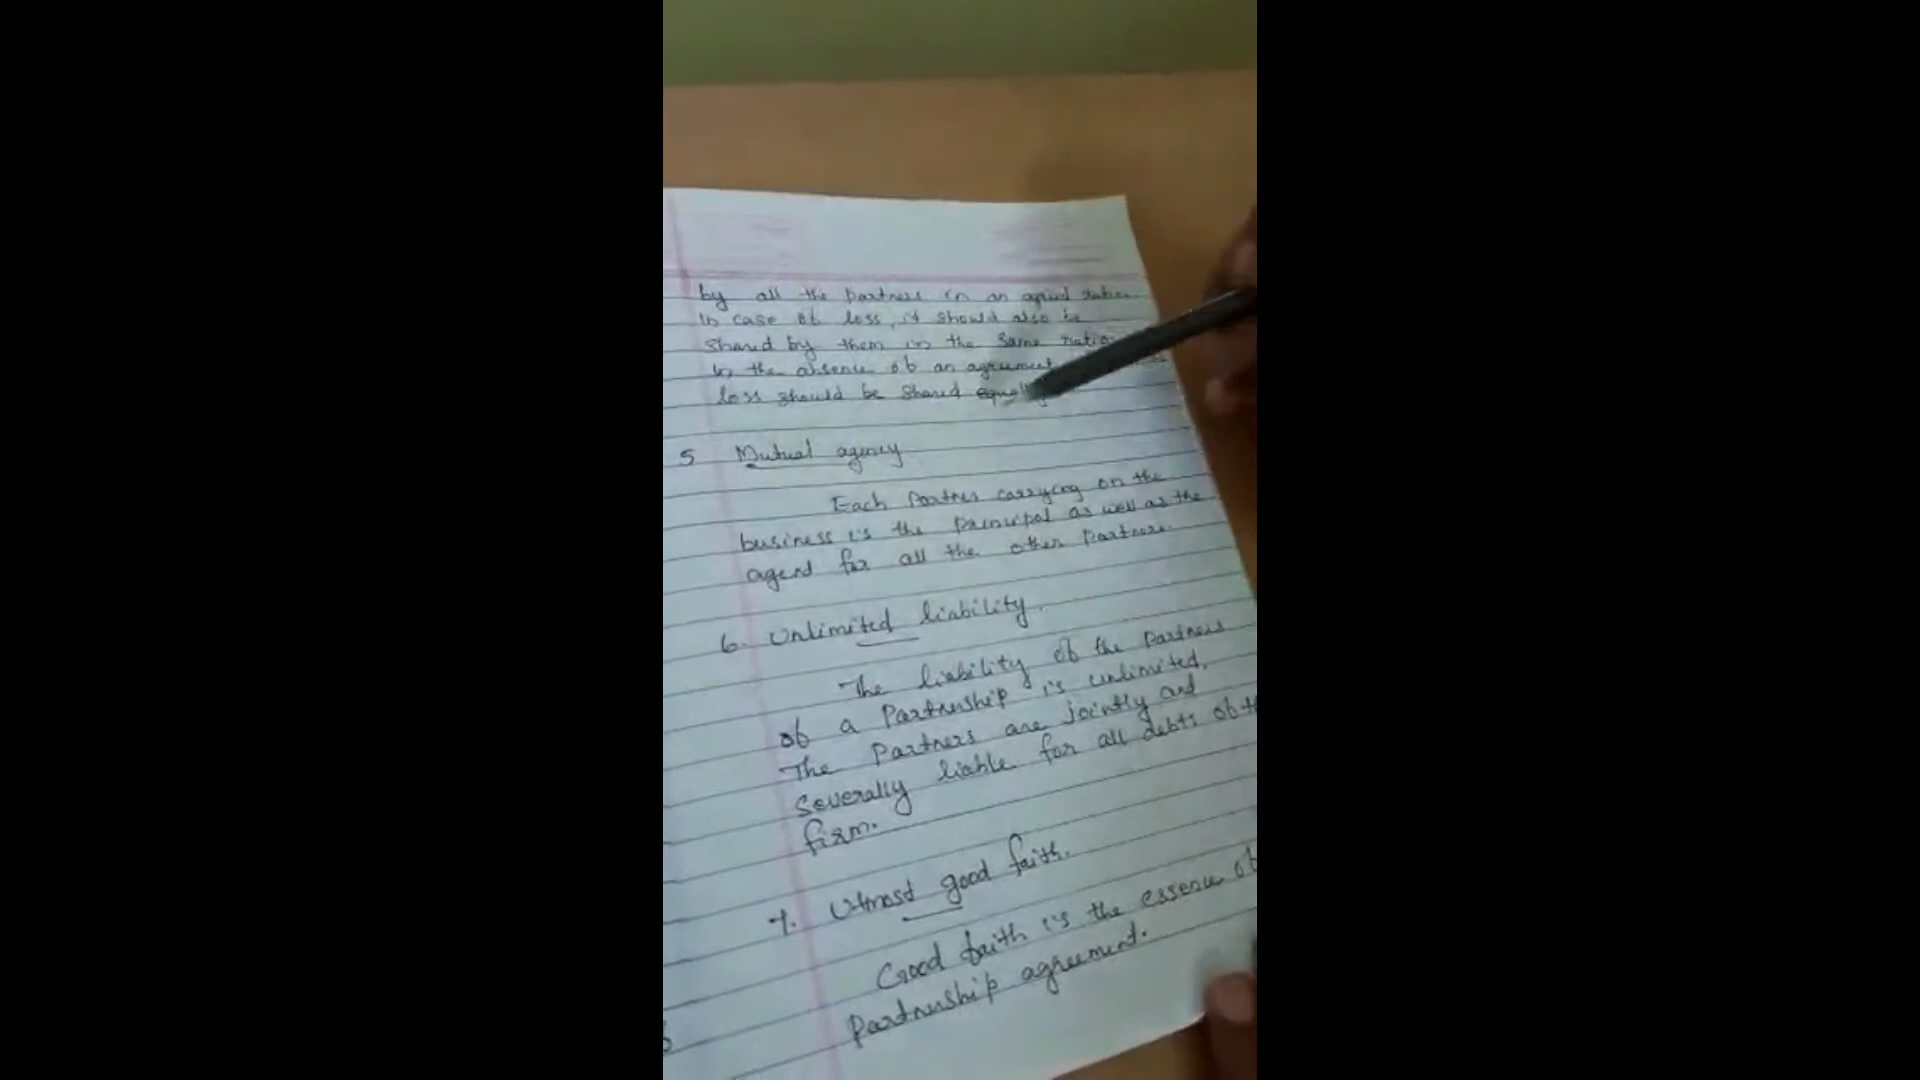 by all the partners in an agreed ratio.
In case of loss, it should also be
shared by them in the same ratio
In the absence of an agreement
loss should be shared equally
5 Mutual agency
Each partner carrying on the
business is the principal as well as the
agent for all the other partners.
6. Unlimited liability.
The liability of the partners
of a partnership is unlimited.
The partners are jointly and
severally liable for all debts of th
firm.
7. Utmost good faith.
Good faith is the essence of
partnership agreement.